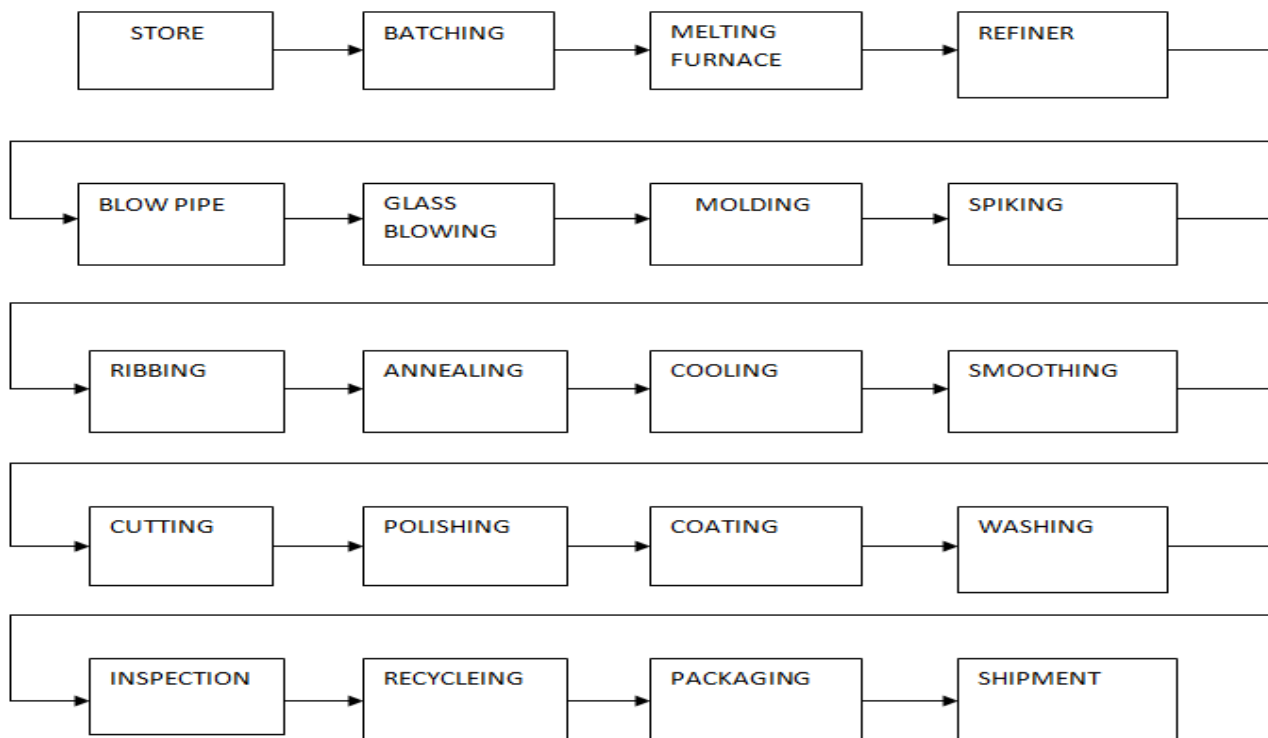 STORE
BATCHING
MELTING
FURNACE
REFINER
BLOW PIPE
GLASS
BLOWING
MOLDING
SPIKING
RIBBING
ANNEALING
COOLING
SMOOTHING
CUTTING
POLISHING
COATING
WASHING
INSPECTION
RECYCLEING
PACKAGING
SHIPMENT